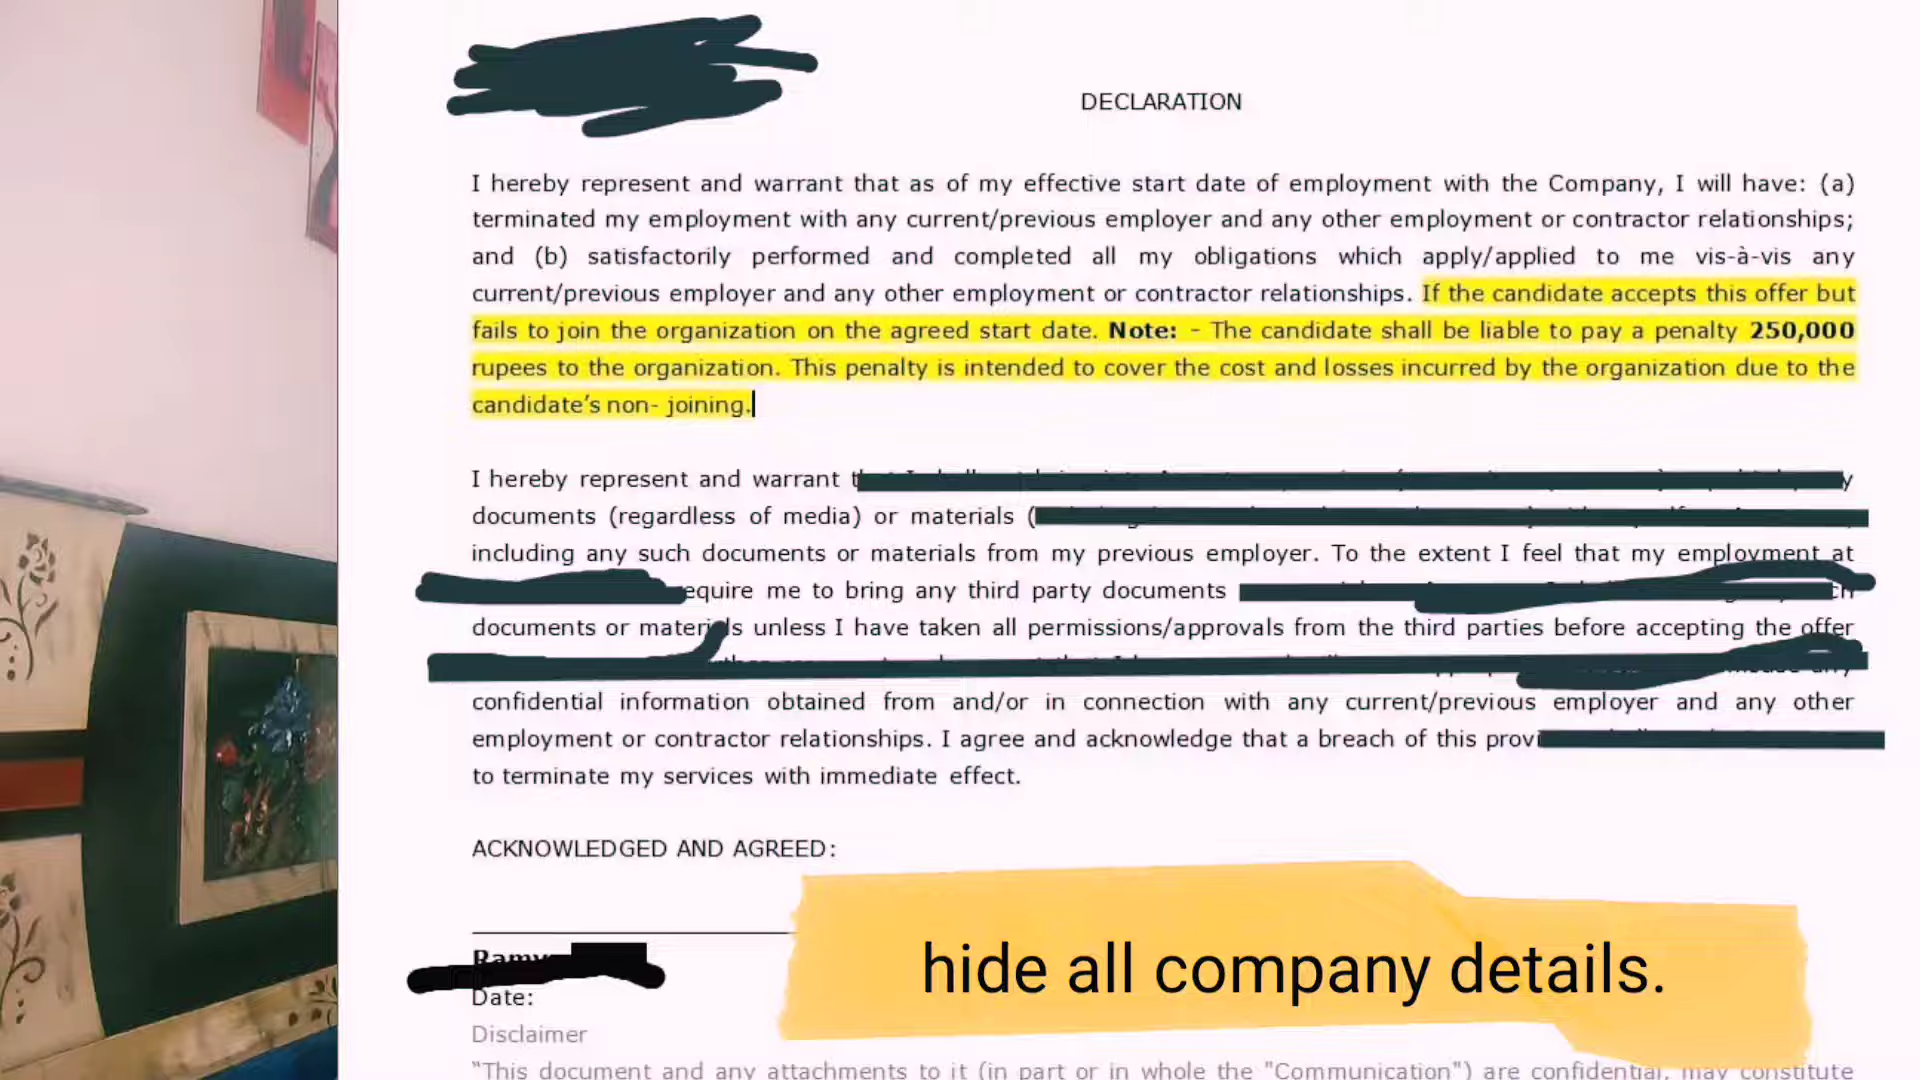 DECLARATION
I hereby represent and warrant that as of my effective start date of employment with the Company, I will have: (a)
terminated my employment with any current/previous employer and any other employment or contractor relationships;
and (b) satisfactorily performed and completed all my obligations which apply/applied to me vis-à-vis any
current/previous employer and any other employment or contractor relationships. If the candidate accepts this offer but
fails to join the organization on the agreed start date. Note: - The candidate shall be liable to pay a penalty 250,000
rupees to the organization. This penalty is intended to cover the cost and losses incurred by the organization due to the
candidate's non- joining.
I hereby represent and warrant
documents (regardless of media) or materials (
including any such documents or materials from my previous employer. To the extent I feel that my employment at
equire me to bring any third party documents
documents or materials unless I have taken all permissions/approvals from the third parties before accepting the offer
confidential information obtained from and/or in connection with any current/previous employer and any other
employment or contractor relationships. I agree and acknowledge that a breach of this provi
to terminate my services with immediate effect.
ACKNOWLEDGED AND AGREED:
Date:
Disclaimer
"This document and any attachments to it (in part or in whole the "Communication") are confidential, may constitute
hide all company details.